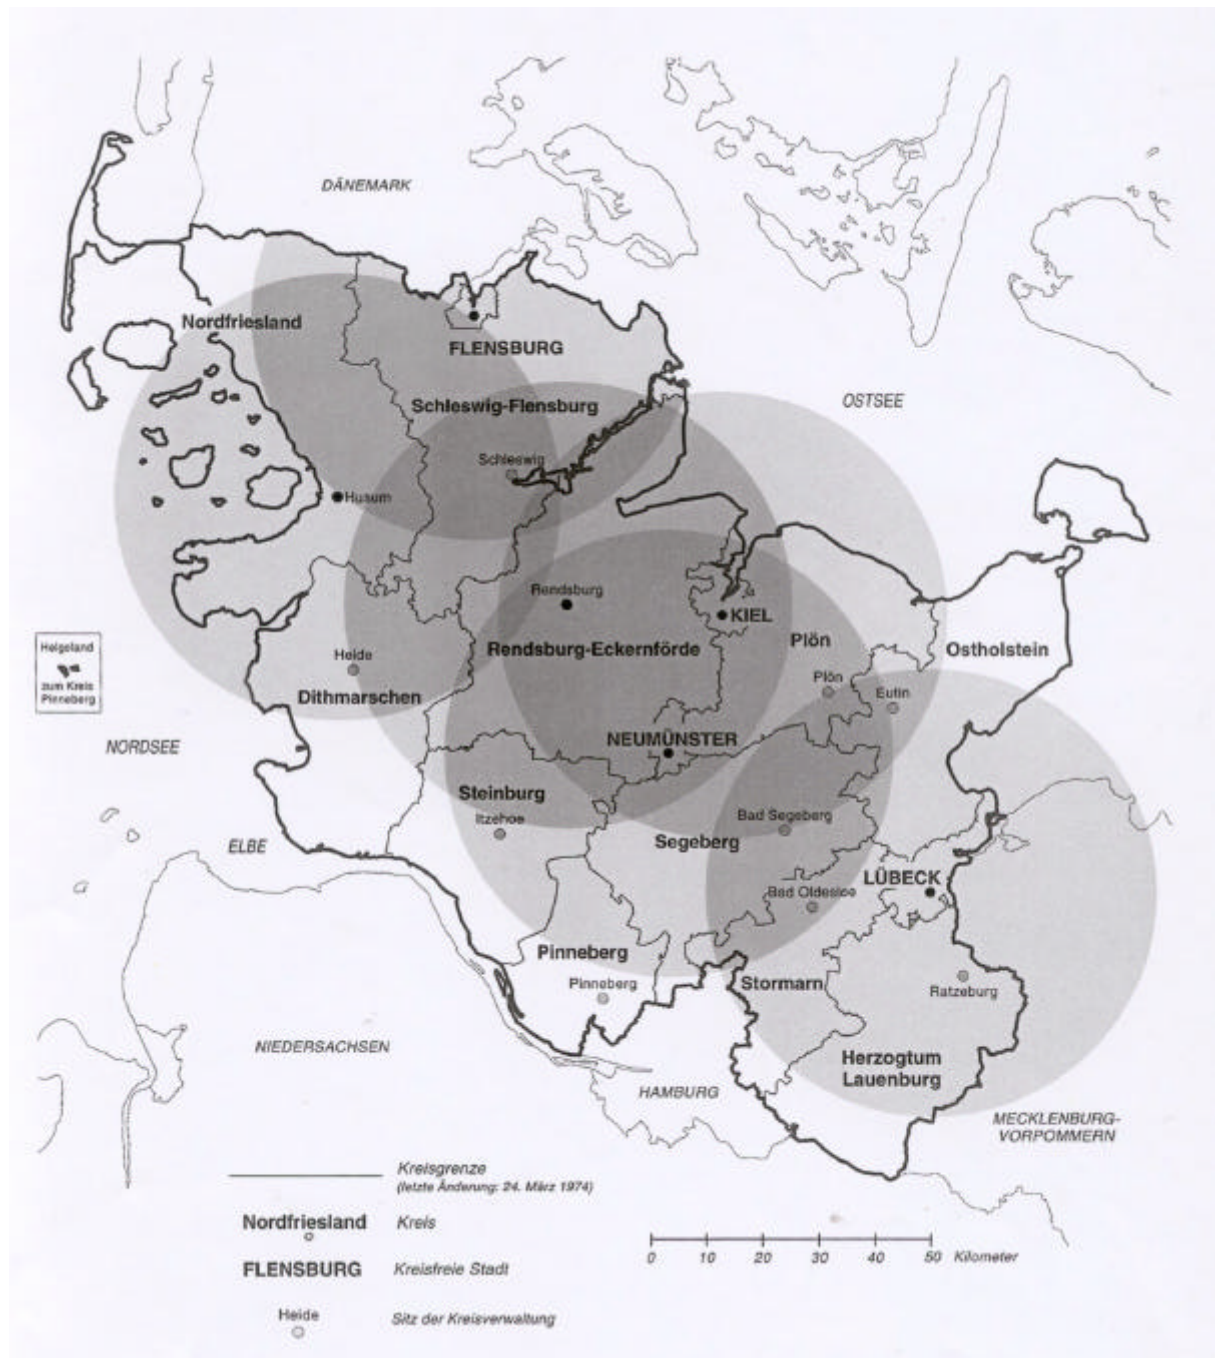 DÄNEMARK
Nordfriesland
FLENSBURG
Schleswig-Flensburg
OSTSEE
Schleswig
Husum
Rendsburg
KIEL
Rendsburg-Eckernförde
Plön
Ostholstein
Helgoland
zum Kreis
Pinneberg
Heide
Dithmarschen
Plön
Eutin
NORDSEE
NEUMÜNSTER
Steinburg
Itzehoe
Bad Segeberg
Segeberg
ELBE
LÜBECK
Bad Oldesloe
Pinneberg
Pinneberg
Stormarn
Ratzeburg
NIEDERSACHSEN
Herzogtum
Lauenburg
HAMBURG
MECKLENBURG-
VORPOMMERN
Kreisgrenze
(letzte Änderung: 24. März 1974)
Nordfriesland Kreis
FLENSBURG Kreisfreie Stadt
Heide Sitz der Kreisverwaltung
0 10 20 30 40 50 Kilometer